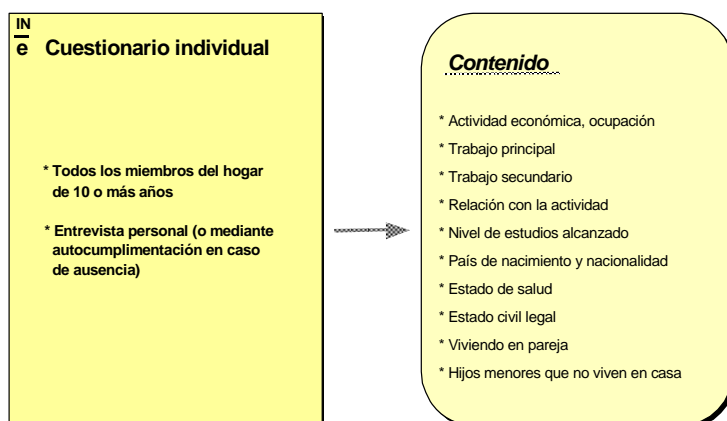 IN
e Cuestionario individual
* Todos los miembros del hogar
de 10 o más años
* Entrevista personal (o mediante
autocumplimentación en caso
de ausencia)
Contenido
* Actividad económica, ocupación
* Trabajo principal
* Trabajo secundario
* Relación con la actividad
* Nivel de estudios alcanzado
* País de nacimiento y nacionalidad
* Estado de salud
* Estado civil legal
* Viviendo en pareja
* Hijos menores que no viven en casa